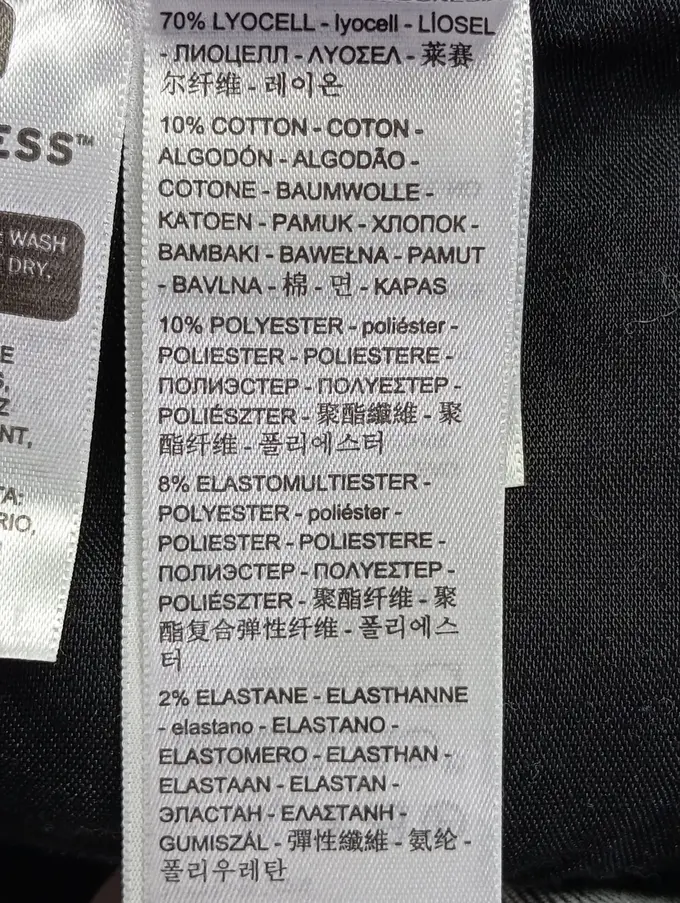 ESS™
WASH
DRY.
E
S,
Z
NT,
TA:
RIO,
70% LYOCELL - lyocell - LİOSEL
- ЛИОЦЕЛЛ - ΛΥΟΣΕΛ - 莱赛
尔纤维 - 레이온
10% COTTON - COTON -
ALGODÓN - ALGODÃO -
COTONE - BAUMWOLLE -
KATOEN - PAMUK - ХЛОПОК -
BAMBAKI - BAWEŁNA - PAMUT
- BAVLNA - 棉 - 면 - KAPAS
10% POLYESTER - poliéster -
POLIESTER - POLIESTERE -
ПОЛИЭСТЕР - ΠΟΛΥΕΣΤΕΡ -
POLIÉSZTER - 聚酯纖維 - 聚
酯纤维 - 폴리에스터
8% ELASTOMULTIESTER -
POLYESTER - poliéster -
POLIESTER - POLIESTERE -
ПОЛИЭСТЕР - ΠΟΛΥΕΣΤΕΡ -
POLIÉSZTER - 聚酯纤维 - 聚
酯复合弹性纤维 - 폴리에스
터
2% ELASTANE - ELASTHANNE
- elastano - ELASTANO -
ELASTOMERO - ELASTHAN -
ELASTAAN - ELASTAN -
ЭЛАСТАН - ΕΛΑΣΤΑΝΗ -
GUMISZÁL - 彈性纖維 - 氨纶 -
폴리우레탄